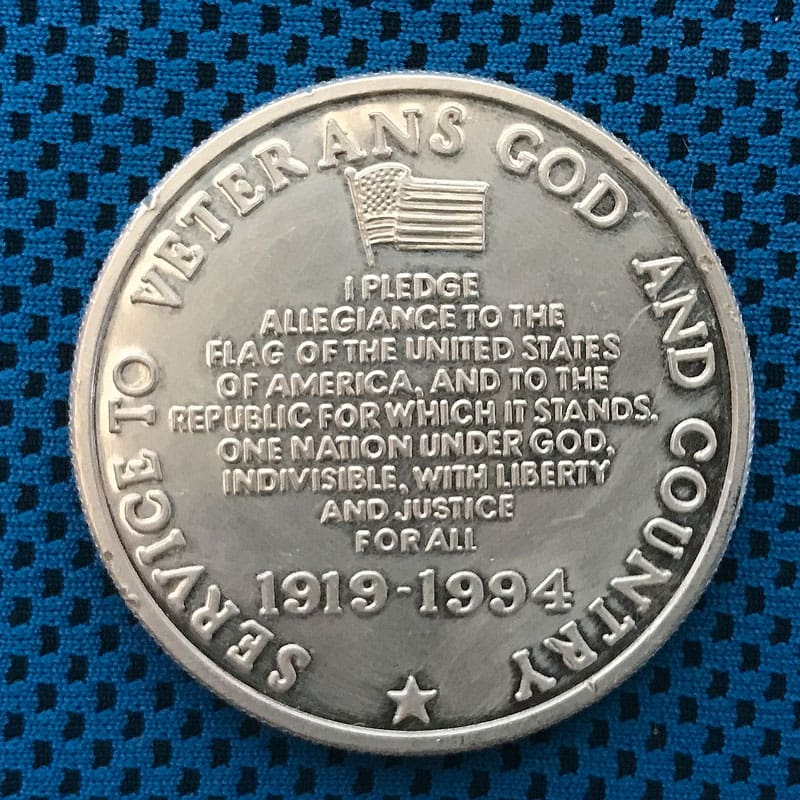 SERVICE TO VETERANS GOD AND COUNTRY
I PLEDGE
ALLEGIANCE TO THE
FLAG OF THE UNITED STATES
OF AMERICA, AND TO THE
REPUBLIC FOR WHICH IT STANDS.
ONE NATION UNDER GOD,
INDIVISIBLE, WITH LIBERTY
AND JUSTICE
FOR ALL
1919-1994